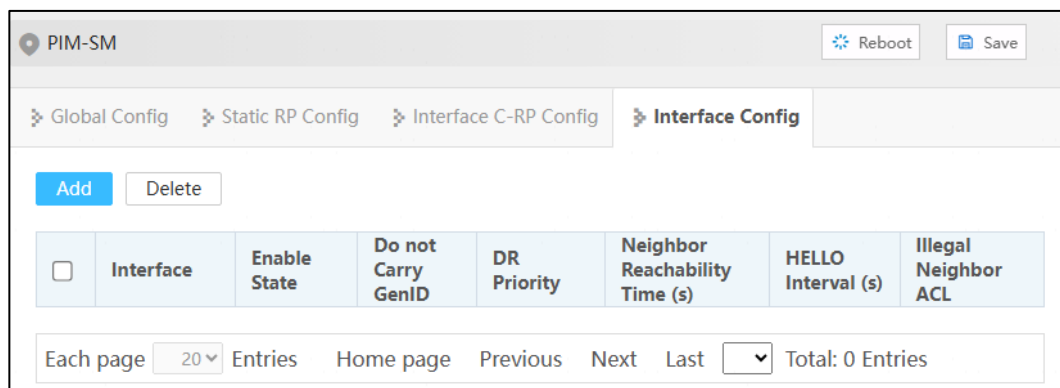 PIM-SM Reboot Save
Global Config Static RP Config Interface C-RP Config Interface Config
Add Delete
Interface
Enable
State
Do not
Carry
GenID
DR
Priority
Neighbor
Reachability
Time (s)
HELLO
Interval (s)
Illegal
Neighbor
ACL
Each page 20 Entries Home page Previous Next Last Total: 0 Entries